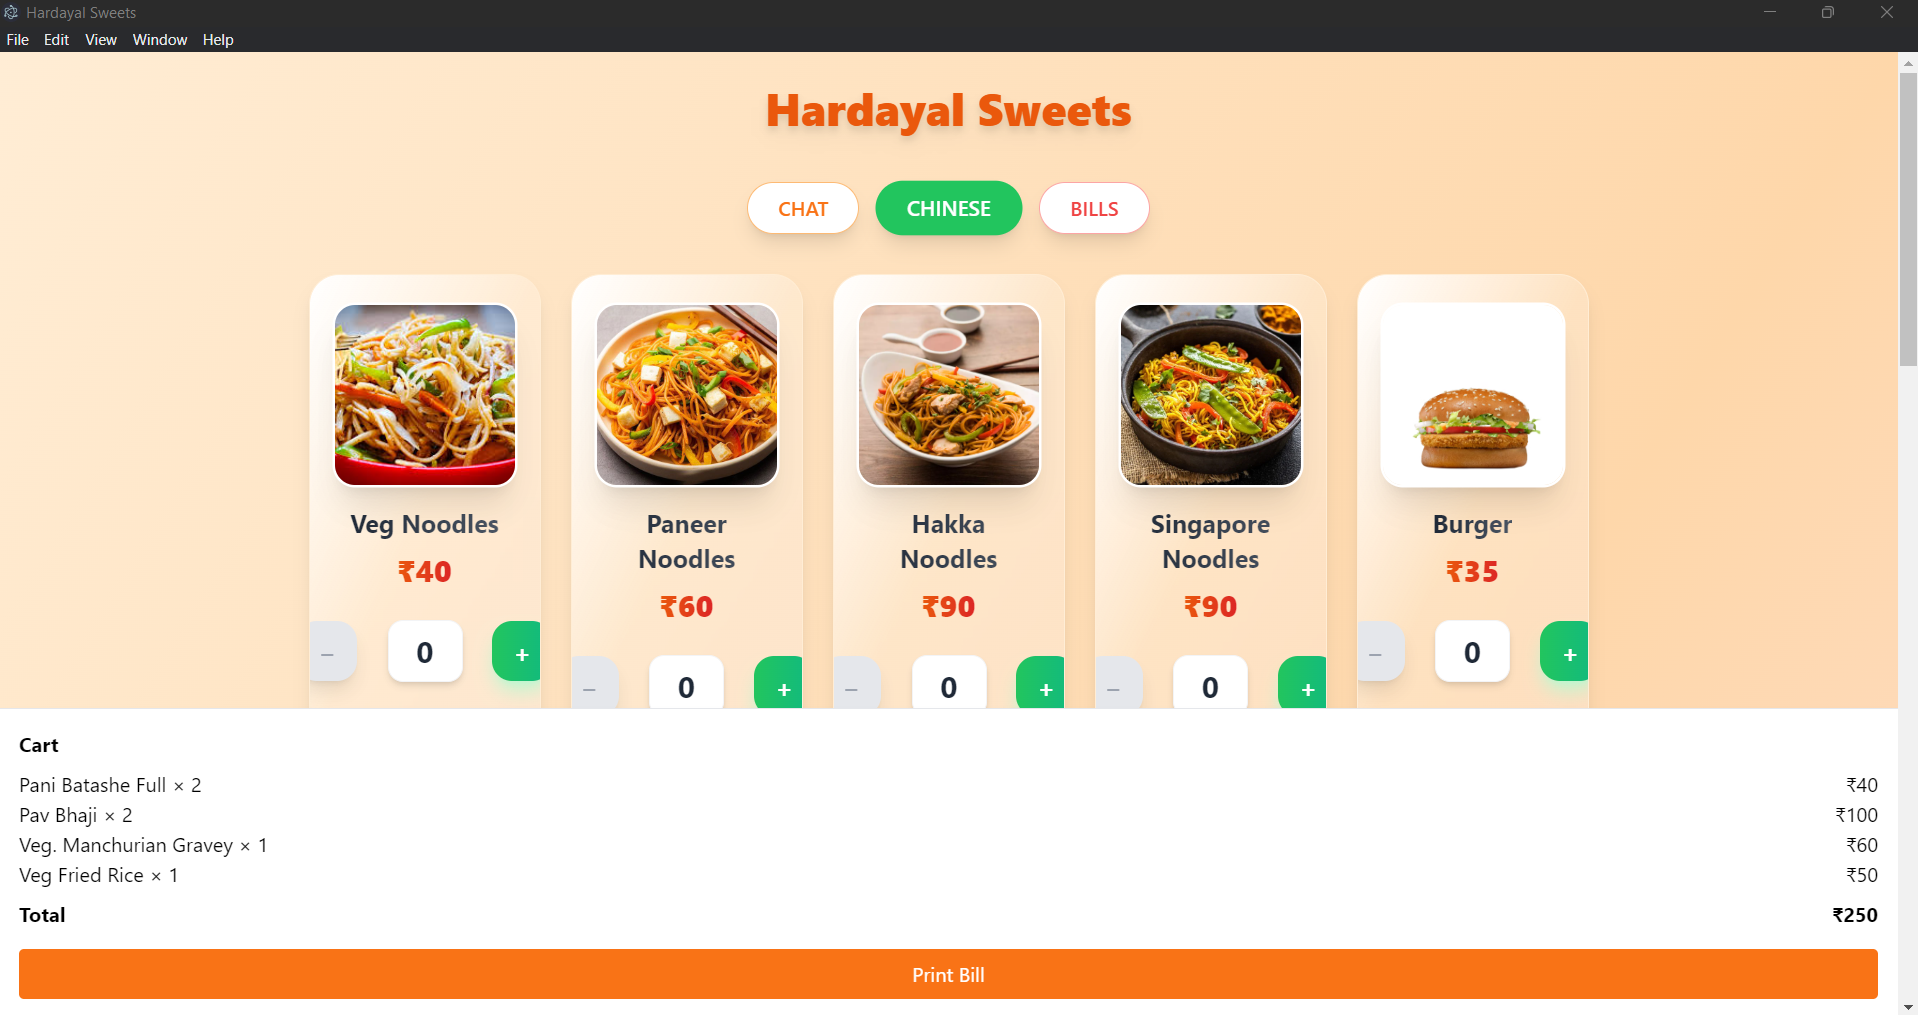 Hardayal Sweets
File Edit View Window Help
Hardayal Sweets
CHAT CHINESE BILLS
Veg Noodles
₹40
− 0 +
Paneer
Noodles
₹60
− 0 +
Hakka
Noodles
₹90
− 0 +
Singapore
Noodles
₹90
− 0 +
Burger
₹35
− 0 +
Cart
Pani Batashe Full × 2 ₹40
Pav Bhaji × 2 ₹100
Veg. Manchurian Gravey × 1 ₹60
Veg Fried Rice × 1 ₹50
Total ₹250
Print Bill